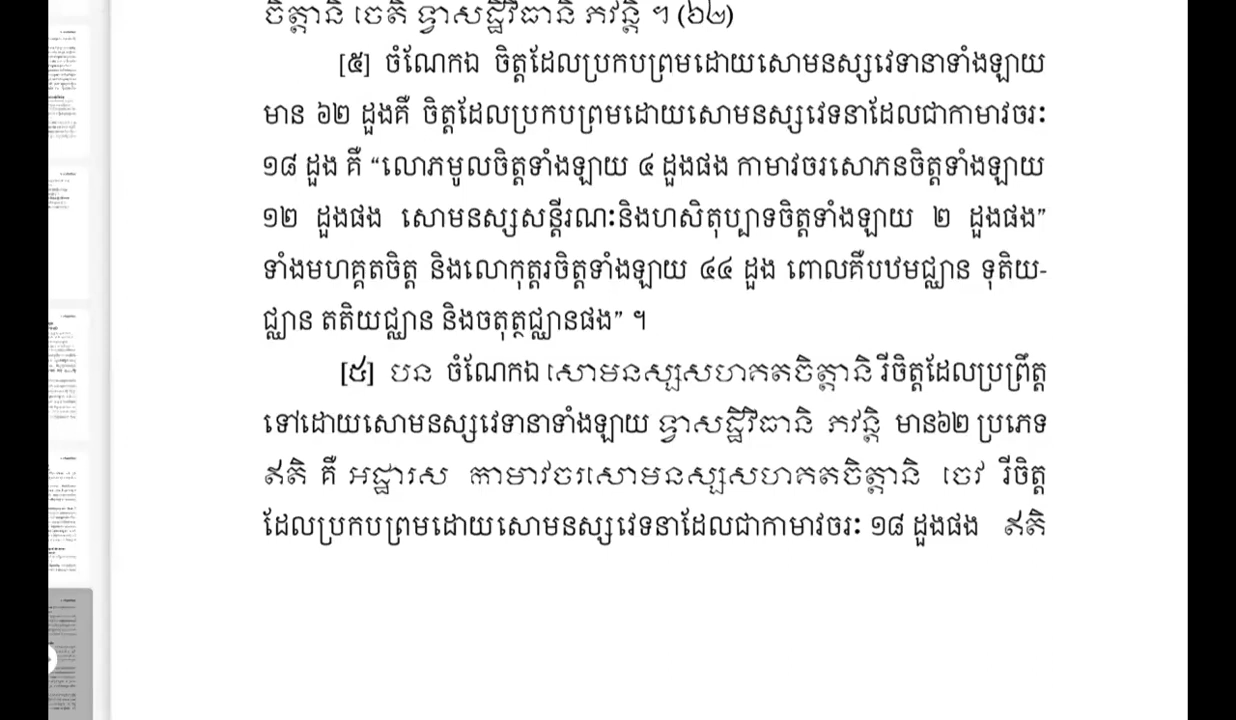 ចិត្តានិ ចេតិ ទ្វាសដ្ឋិវិធានិ ភវន្តិ ។ (៦២)
[៥] ចំណែកឯ ចិត្តដែលប្រកបព្រមដោយសោមនស្សវេទានាទាំងឡាយ
មាន ៦២ ដួងគឺ ចិត្តដែលប្រកបព្រមដោយសោមនស្សវេទនាដែលជាកាមាវចរៈ
១៨ ដួង គឺ “លោភមូលចិត្តទាំងឡាយ ៤ ដួងផង កាមាវចរសោភនចិត្តទាំងឡាយ
១២ ដួងផង សោមនស្សសន្តីរណៈនិងហសិតុប្បាទចិត្តទាំងឡាយ ២ ដួងផង”
ទាំងមហគ្គតចិត្ត និងលោកុត្តរចិត្តទាំងឡាយ ៤៤ ដួង ពោលគឺបឋមជ្ឈាន ទុតិយ-
ជ្ឈាន តតិយជ្ឈាន និងចតុត្ថជ្ឈានផង” ។
[៥] បន ចំណែកឯ សោមនស្សសហគតចិត្តានិ រីចិត្តដែលប្រព្រឹត្ត
ទៅដោយសោមនស្សវេទានាទាំងឡាយ ទ្វាសដ្ឋិវិធានិ ភវន្តិ មាន៦២ ប្រភេទ
ឥតិ គឺ អដ្ឋារស កាមាវចរសោមនស្សសហគតចិត្តានិ ចេវ រីចិត្ត
ដែលប្រកបព្រមដោយសោមនស្សវេទនាដែលជាកាមាវចរៈ ១៨ ដួងផង ឥតិ